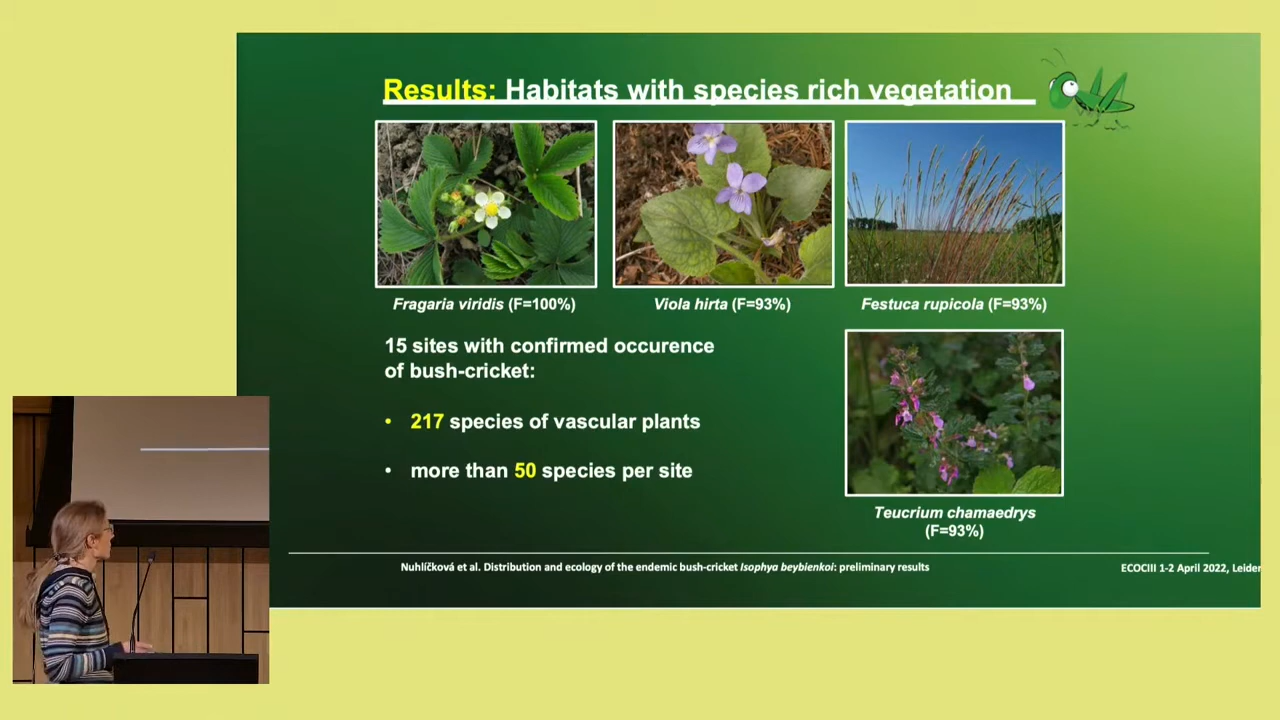 Results: Habitats with species rich vegetation
Fragaria viridis (F=100%)
Viola hirta (F=93%)
Festuca rupicola (F=93%)
15 sites with confirmed occurence
of bush-cricket:
• 217 species of vascular plants
• more than 50 species per site
Teucrium chamaedrys
(F=93%)
Nuhlíčková et al. Distribution and ecology of the endemic bush-cricket Isophya beybienkoi: preliminary results
ECOCIII 1-2 April 2022, Leiden